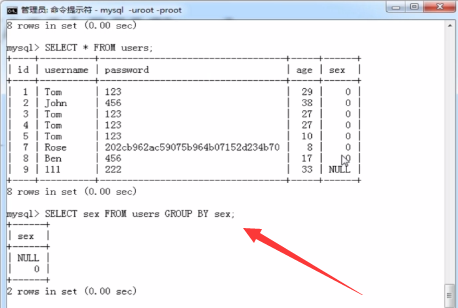 管理员: 命令提示符 - mysql  -uroot -proot
8 rows in set (0.00 sec)
mysql> SELECT * FROM users;
+----+----------+----------------------------------+-----+------+
| id | username | password                         | age | sex  |
+----+----------+----------------------------------+-----+------+
|  1 | Tom      | 123                              |  29 |    0 |
|  2 | John     | 456                              |  38 |    0 |
|  3 | Tom      | 123                              |  27 |    0 |
|  4 | Tom      | 123                              |  27 |    0 |
|  5 | Tom      | 123                              |  10 |    0 |
|  7 | Rose     | 202cb962ac59075b964b07152d234b70 |   8 |    0 |
|  8 | Ben      | 456                              |  17 |    0 |
|  9 | 111      | 222                              |  33 | NULL |
+----+----------+----------------------------------+-----+------+
8 rows in set (0.00 sec)
mysql> SELECT sex FROM users GROUP BY sex;
+------+
| sex  |
+------+
| NULL |
|    0 |
+------+
2 rows in set (0.00 sec)